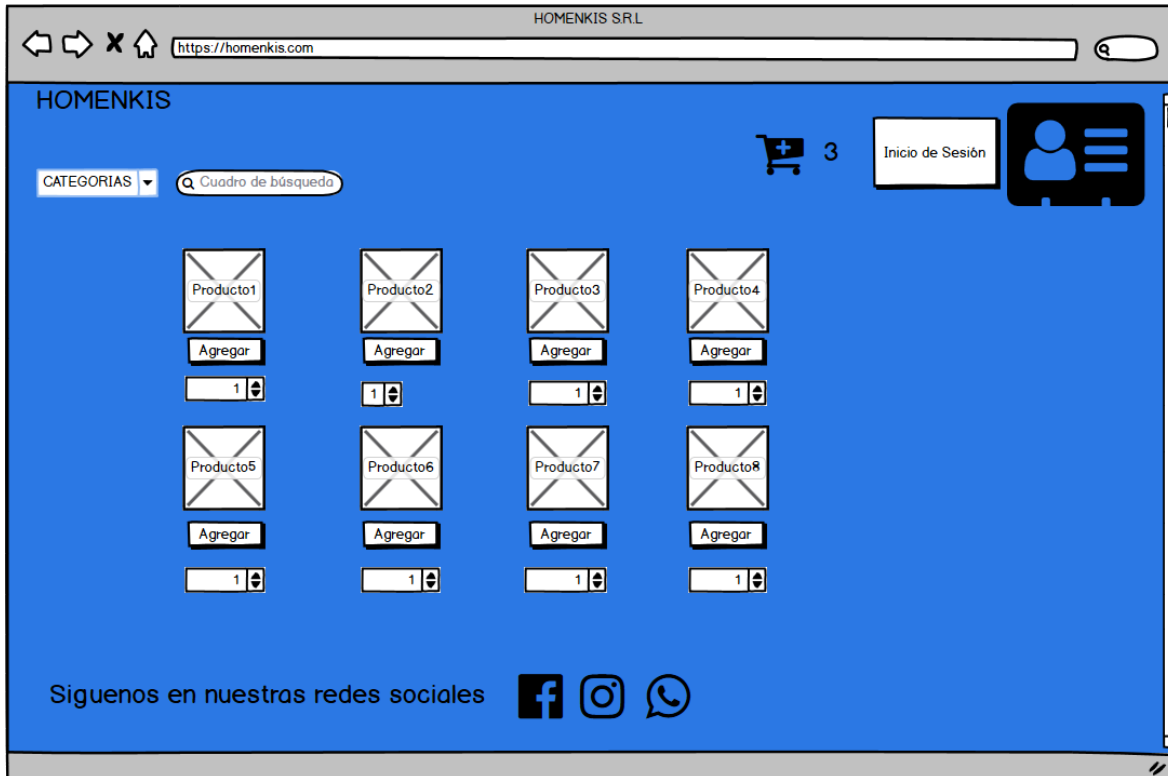 HOMENKIS S.R.L
https://homenkis.com
HOMENKIS
3
Inicio de Sesión
CATEGORIAS
Cuadro de búsqueda
Producto1
Producto2
Producto3
Producto4
Agregar
Agregar
Agregar
Agregar
1
1
1
1
Producto5
Producto6
Producto7
Producto8
Agregar
Agregar
Agregar
Agregar
1
1
1
1
Siguenos en nuestras redes sociales